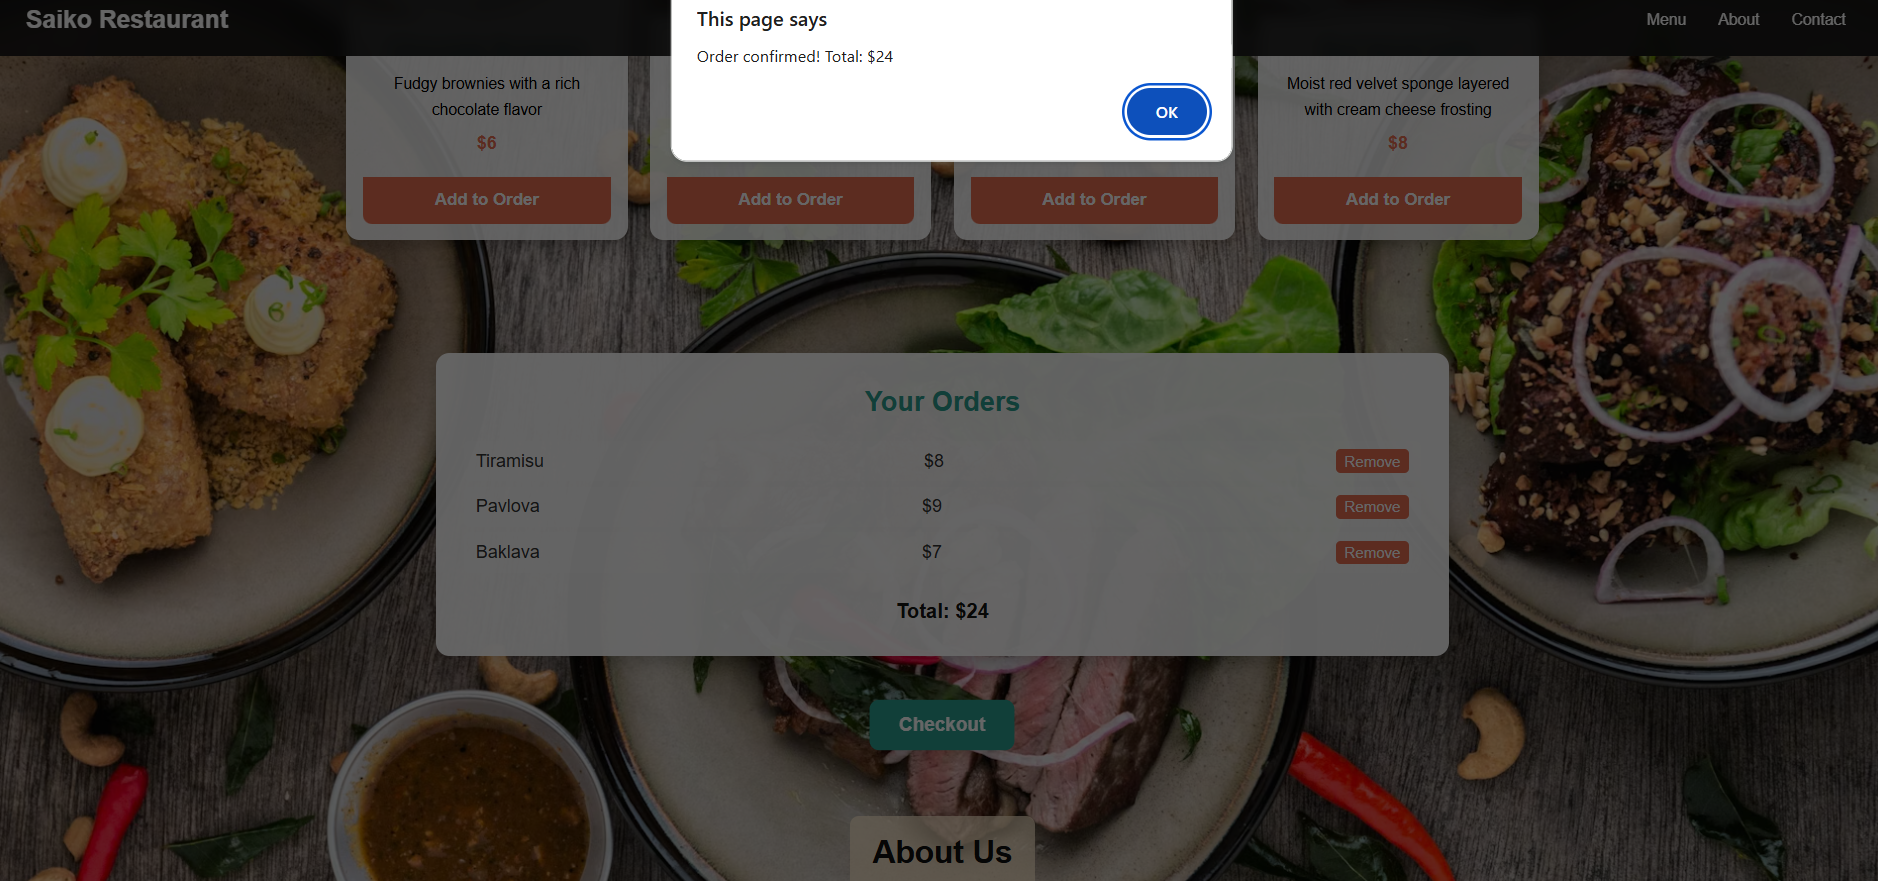 Saiko Restaurant
Menu About Contact
This page says
Order confirmed! Total: $24
OK
Fudgy brownies with a rich
chocolate flavor
$6
Add to Order
Add to Order
Add to Order
Moist red velvet sponge layered
with cream cheese frosting
$8
Add to Order
Your Orders
Tiramisu $8 Remove
Pavlova $9 Remove
Baklava $7 Remove
Total: $24
Checkout
About Us